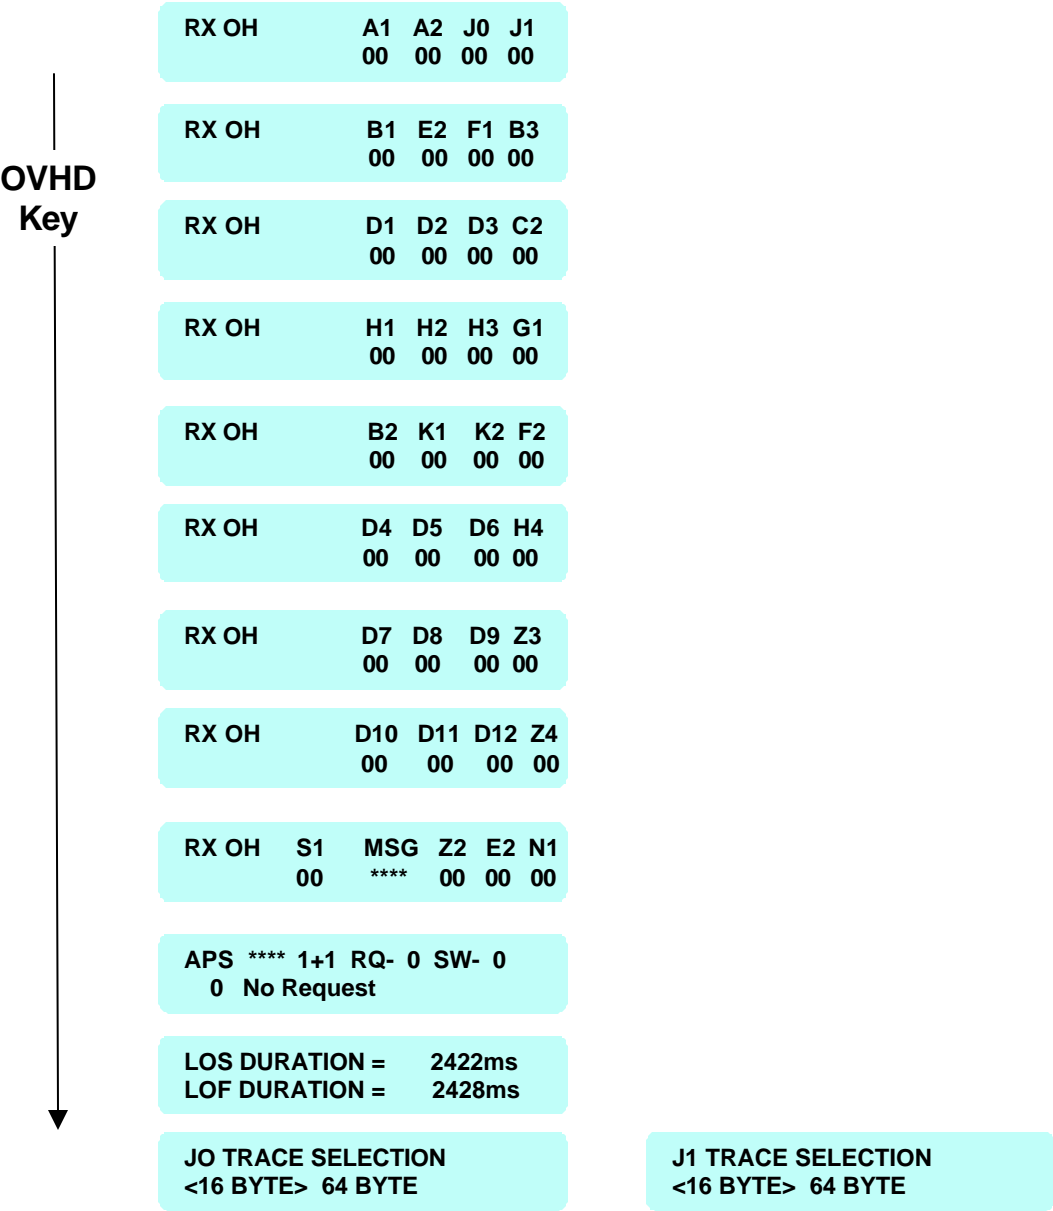 RX OH A1 A2 J0 J1
00 00 00 00
RX OH B1 E2 F1 B3
00 00 00 00
OVHD
Key
RX OH D1 D2 D3 C2
00 00 00 00
RX OH H1 H2 H3 G1
00 00 00 00
RX OH B2 K1 K2 F2
00 00 00 00
RX OH D4 D5 D6 H4
00 00 00 00
RX OH D7 D8 D9 Z3
00 00 00 00
RX OH D10 D11 D12 Z4
00 00 00 00
RX OH S1 MSG Z2 E2 N1
00 **** 00 00 00
APS **** 1+1 RQ- 0 SW- 0
0 No Request
LOS DURATION = 2422ms
LOF DURATION = 2428ms
JO TRACE SELECTION
<16 BYTE> 64 BYTE
J1 TRACE SELECTION
<16 BYTE> 64 BYTE